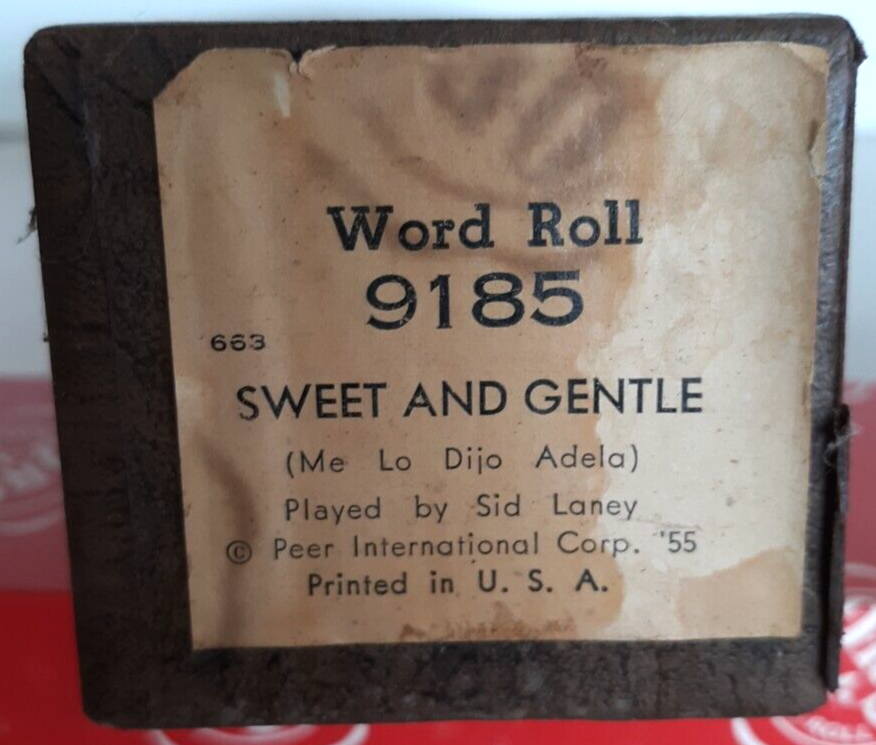 Word Roll
9185
663
SWEET AND GENTLE
(Me Lo Dijo Adela)
Played by Sid Laney
© Peer International Corp. '55
Printed in U. S. A.